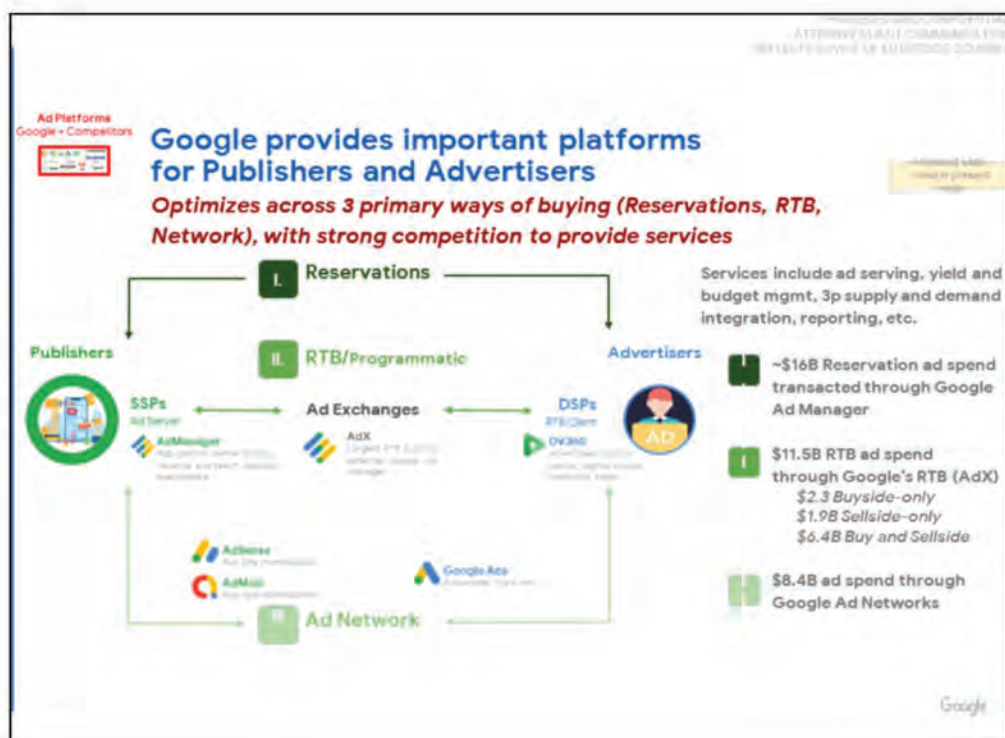 ATTORNEY CLIENT COMMUNICATION
Ad Platforms
Google + Competitors
Google provides important platforms
for Publishers and Advertisers
Optimizes across 3 primary ways of buying (Reservations, RTB,
Network), with strong competition to provide services
I. Reservations
Services include ad serving, yield and
budget mgmt, 3p supply and demand
integration, reporting, etc.
Publishers
II. RTB/Programmatic
Advertisers
~$16B Reservation ad spend
transacted through Google
Ad Manager
SSPs
Ad Server
Ad Exchanges
DSPs
RTB Client
AD
AdManager
AdX
DV360
$11.5B RTB ad spend
through Google's RTB (AdX)
$2.3 Buyside-only
$1.9B Sellside-only
$6.4B Buy and Sellside
AdSense
AdMob
Google Ads
$8.4B ad spend through
Google Ad Networks
Ad Network
Google